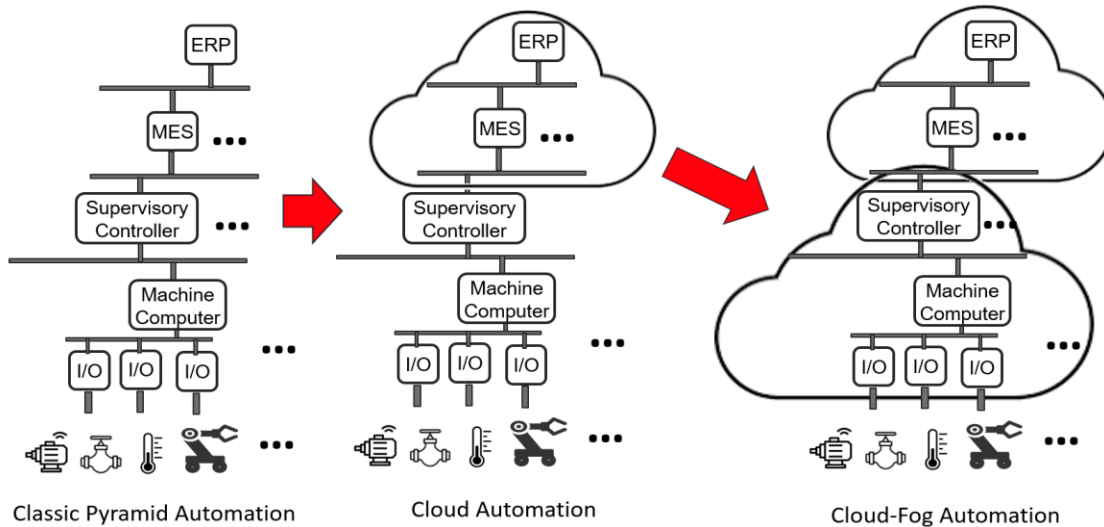 ERP
MES
Supervisory
Controller
Machine
Computer
I/O
I/O
I/O
Classic Pyramid Automation
ERP
MES
Supervisory
Controller
Machine
Computer
I/O
I/O
I/O
Cloud Automation
ERP
MES
Supervisory
Controller
Machine
Computer
I/O
I/O
I/O
Cloud-Fog Automation